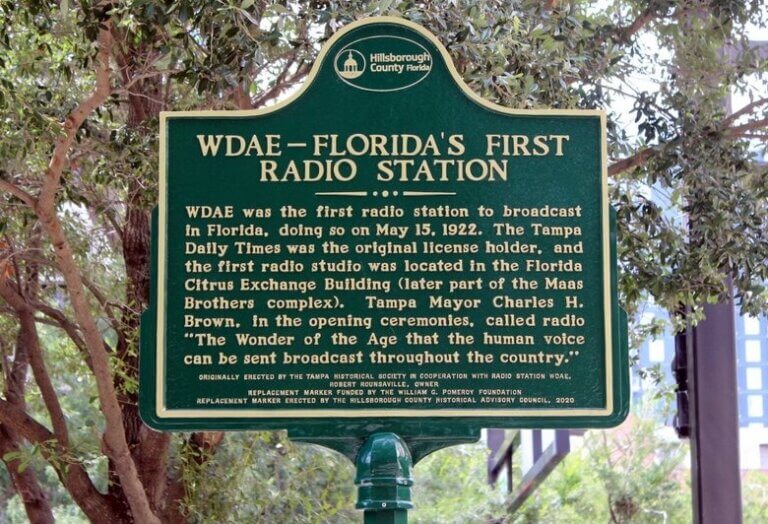 Hillsborough
County Florida
WDAE – FLORIDA'S FIRST
RADIO STATION
WDAE was the first radio station to broadcast
in Florida, doing so on May 15, 1922. The Tampa
Daily Times was the original license holder, and
the first radio studio was located in the Florida
Citrus Exchange Building (later part of the Maas
Brothers complex). Tampa Mayor Charles H.
Brown, in the opening ceremonies, called radio
"The Wonder of the Age that the human voice
can be sent broadcast throughout the country."
ORIGINALLY ERECTED BY THE TAMPA HISTORICAL SOCIETY IN COOPERATION WITH RADIO STATION WDAE,
ROBERT ROUNSAVILLE, OWNER
REPLACEMENT MARKER FUNDED BY THE WILLIAM G. POMEROY FOUNDATION
REPLACEMENT MARKER ERECTED BY THE HILLSBOROUGH COUNTY HISTORICAL ADVISORY COUNCIL, 2020